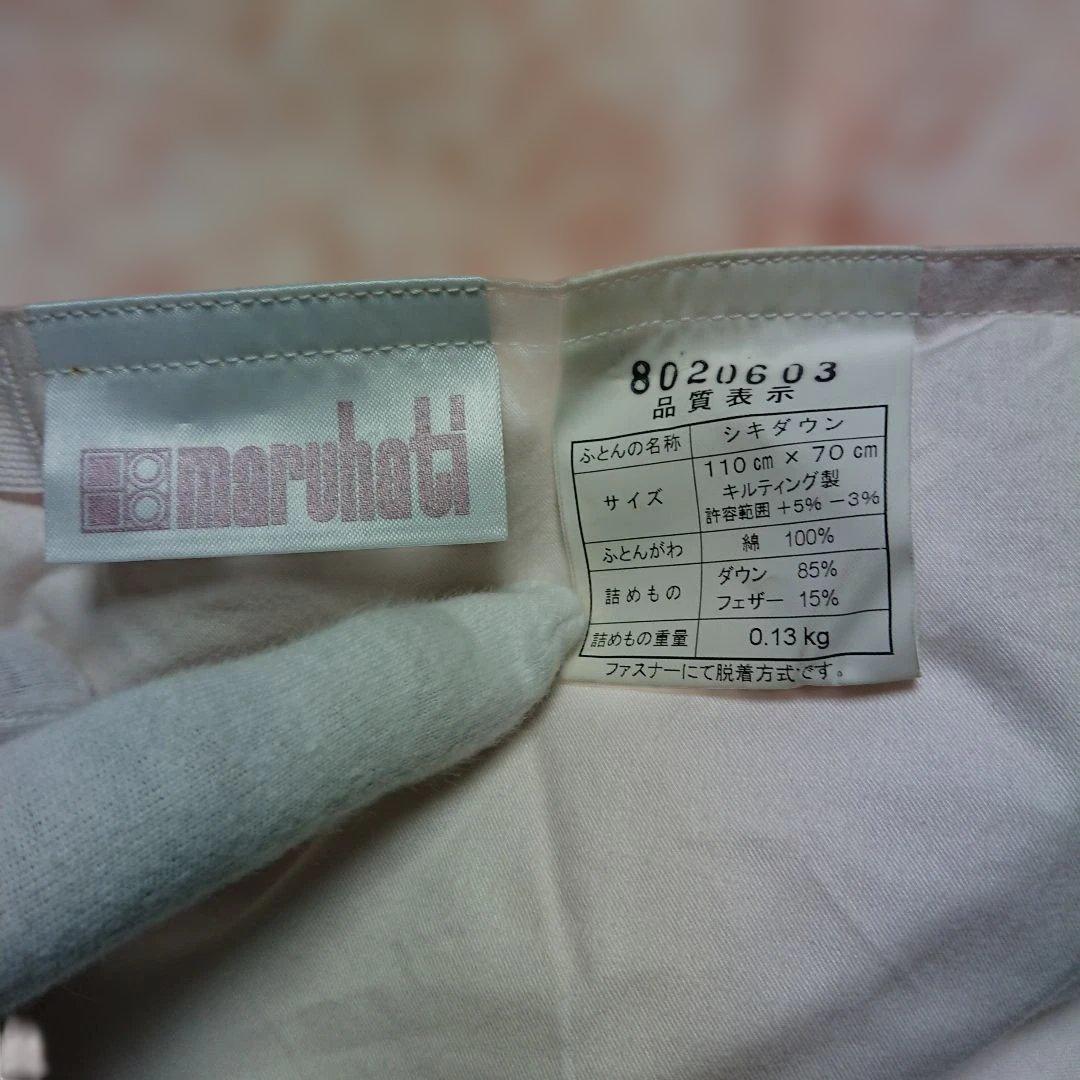 maruhati
8020603
品質表示
ふとんの名称 シキダウン
サイズ 110㎝×70㎝
キルティング製
許容範囲+5%-3%
ふとんがわ 綿 100%
詰めもの ダウン 85%
フェザー 15%
詰めもの重量 0.13kg
ファスナーにて脱着方式です。